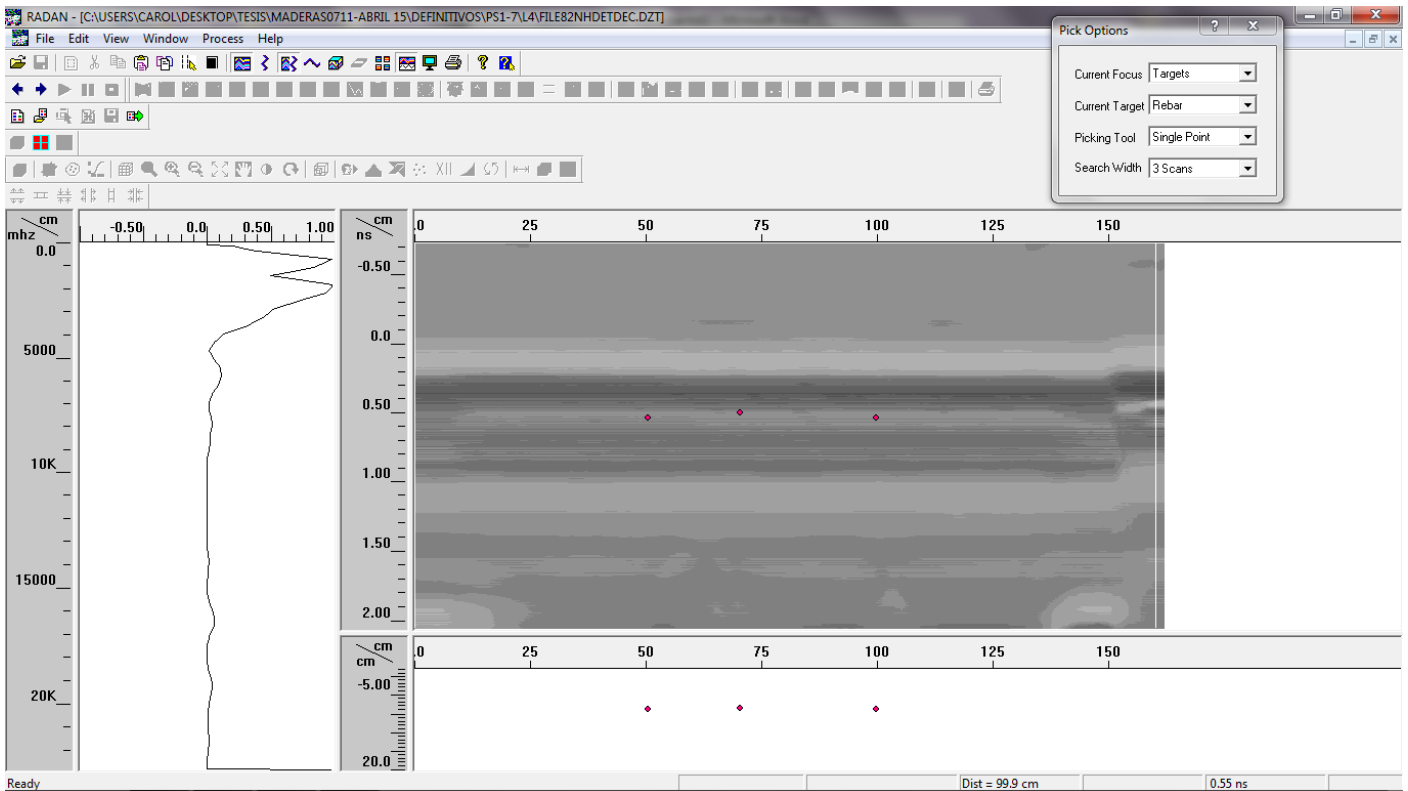 RADAN - [C:\USERS\CAROL\DESKTOP\TESIS\MADERAS0711-ABRIL 15\DEFINITIVOS\PS1-7\L4\FILE82NHDETDEC.DZT]
File Edit View Window Process Help
Pick Options
Current Focus Targets
Current Target Rebar
Picking Tool Single Point
Search Width 3 Scans
XII
cm
mhz
-0.50 0.0 0.50 1.00
0.0
5000
10K
15000
20K
cm
ns
.0 25 50 75 100 125 150
-0.50
0.0
0.50
1.00
1.50
2.00
cm
cm
.0 25 50 75 100 125 150
-5.00
20.0
Ready
Dist = 99.9 cm
0.55 ns